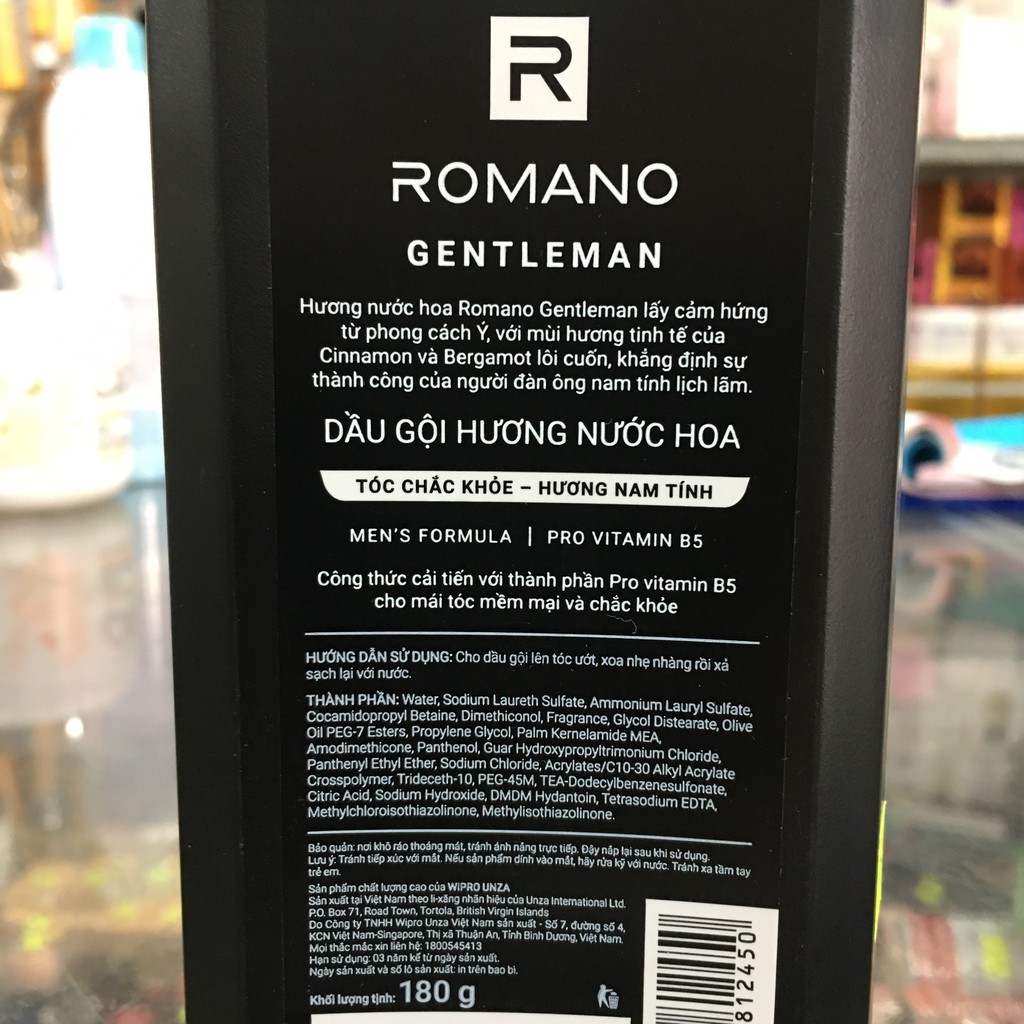 R
ROMANO
GENTLEMAN
Hương nước hoa Romano Gentleman lấy cảm hứng
từ phong cách Ý, với mùi hương tinh tế của
Cinnamon và Bergamot lôi cuốn, khẳng định sự
thành công của người đàn ông nam tính lịch lãm.
DẦU GỘI HƯƠNG NƯỚC HOA
TÓC CHẮC KHỎE – HƯƠNG NAM TÍNH
MEN'S FORMULA | PRO VITAMIN B5
Công thức cải tiến với thành phần Pro vitamin B5
cho mái tóc mềm mại và chắc khỏe
HƯỚNG DẪN SỬ DỤNG: Cho dầu gội lên tóc ướt, xoa nhẹ nhàng rồi xả
sạch lại với nước.
THÀNH PHẦN: Water, Sodium Laureth Sulfate, Ammonium Lauryl Sulfate,
Cocamidopropyl Betaine, Dimethiconol, Fragrance, Glycol Distearate, Olive
Oil PEG-7 Esters, Propylene Glycol, Palm Kernelamide MEA,
Amodimethicone, Panthenol, Guar Hydroxypropyltrimonium Chloride,
Panthenyl Ethyl Ether, Sodium Chloride, Acrylates/C10-30 Alkyl Acrylate
Crosspolymer, Trideceth-10, PEG-45M, TEA-Dodecylbenzenesulfonate,
Citric Acid, Sodium Hydroxide, DMDM Hydantoin, Tetrasodium EDTA,
Methylchloroisothiazolinone, Methylisothiazolinone.
Bảo quản: nơi khô ráo thoáng mát, tránh ánh nắng trực tiếp. Đậy nắp lại sau khi sử dụng.
Lưu ý: Tránh tiếp xúc với mắt. Nếu sản phẩm dính vào mắt, hãy rửa kỹ với nước. Tránh xa tầm tay
trẻ em.
Sản phẩm chất lượng cao của WIPRO UNZA
Sản xuất tại Việt Nam theo li-xăng nhãn hiệu của Unza International Ltd.
P.O. Box 71, Road Town, Tortola, British Virgin Islands
Do Công ty TNHH Wipro Unza Việt Nam sản xuất - Số 7, đường số 4,
KCN Việt Nam-Singapore, Thị xã Thuận An, Tỉnh Bình Dương, Việt Nam.
Mọi thắc mắc xin liên hệ: 1800545413
Hạn sử dụng: 03 năm kể từ ngày sản xuất.
Ngày sản xuất và số lô sản xuất: in trên bao bì.
Khối lượng tịnh: 180 g
812450